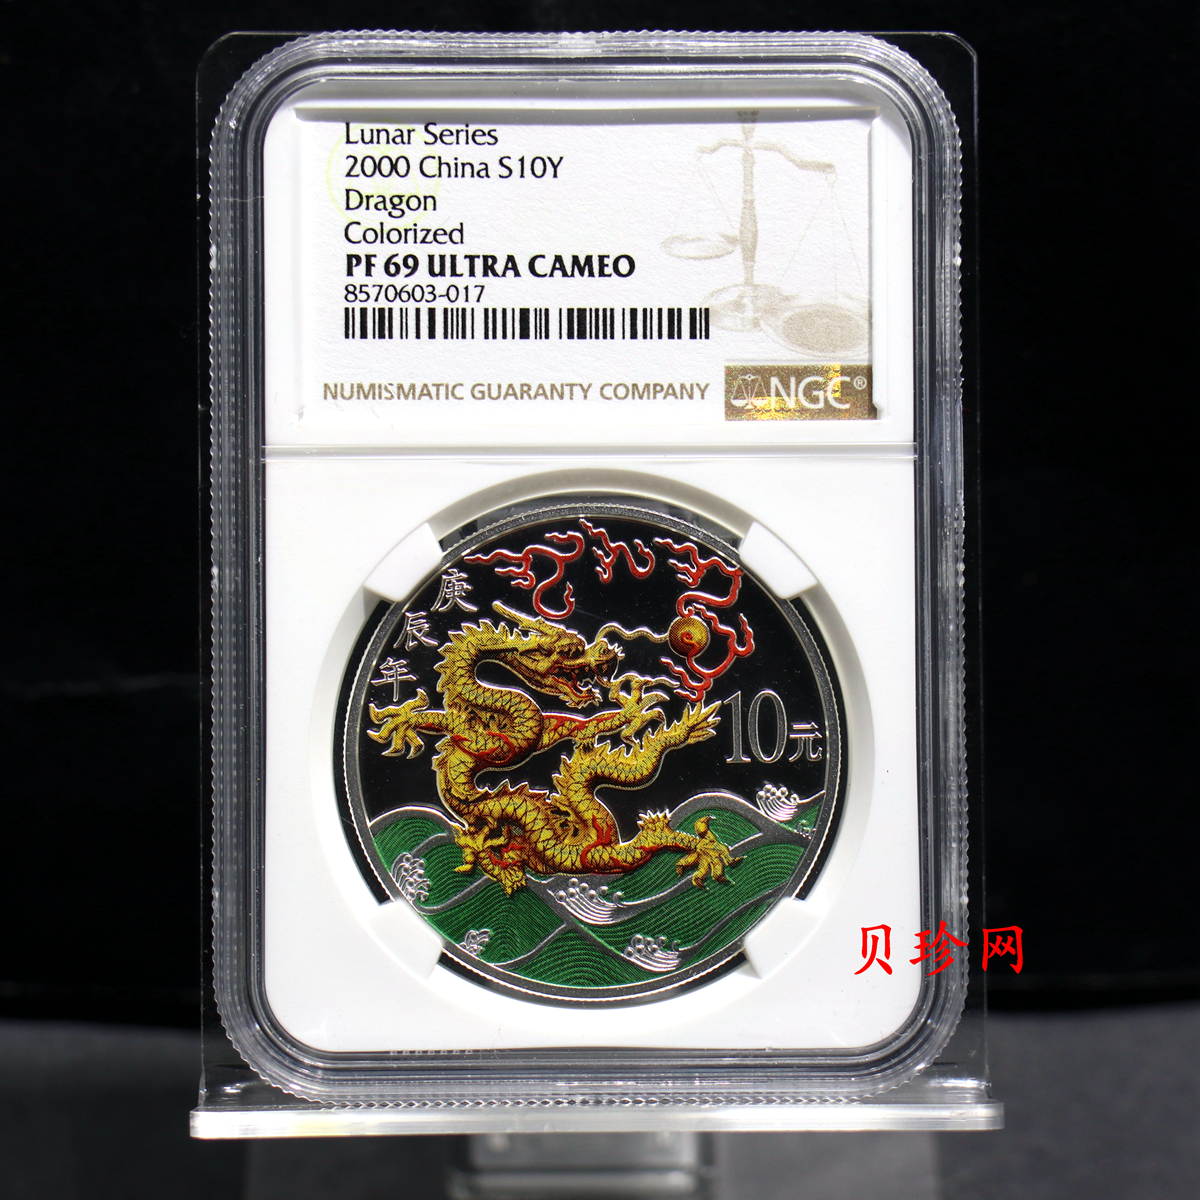 Lunar Series
2000 China S10Y
Dragon
Colorized
PF 69 ULTRA CAMEO
8570603-017
NUMISMATIC GUARANTY COMPANY
NGC®
庚辰年
10元
贝珍网